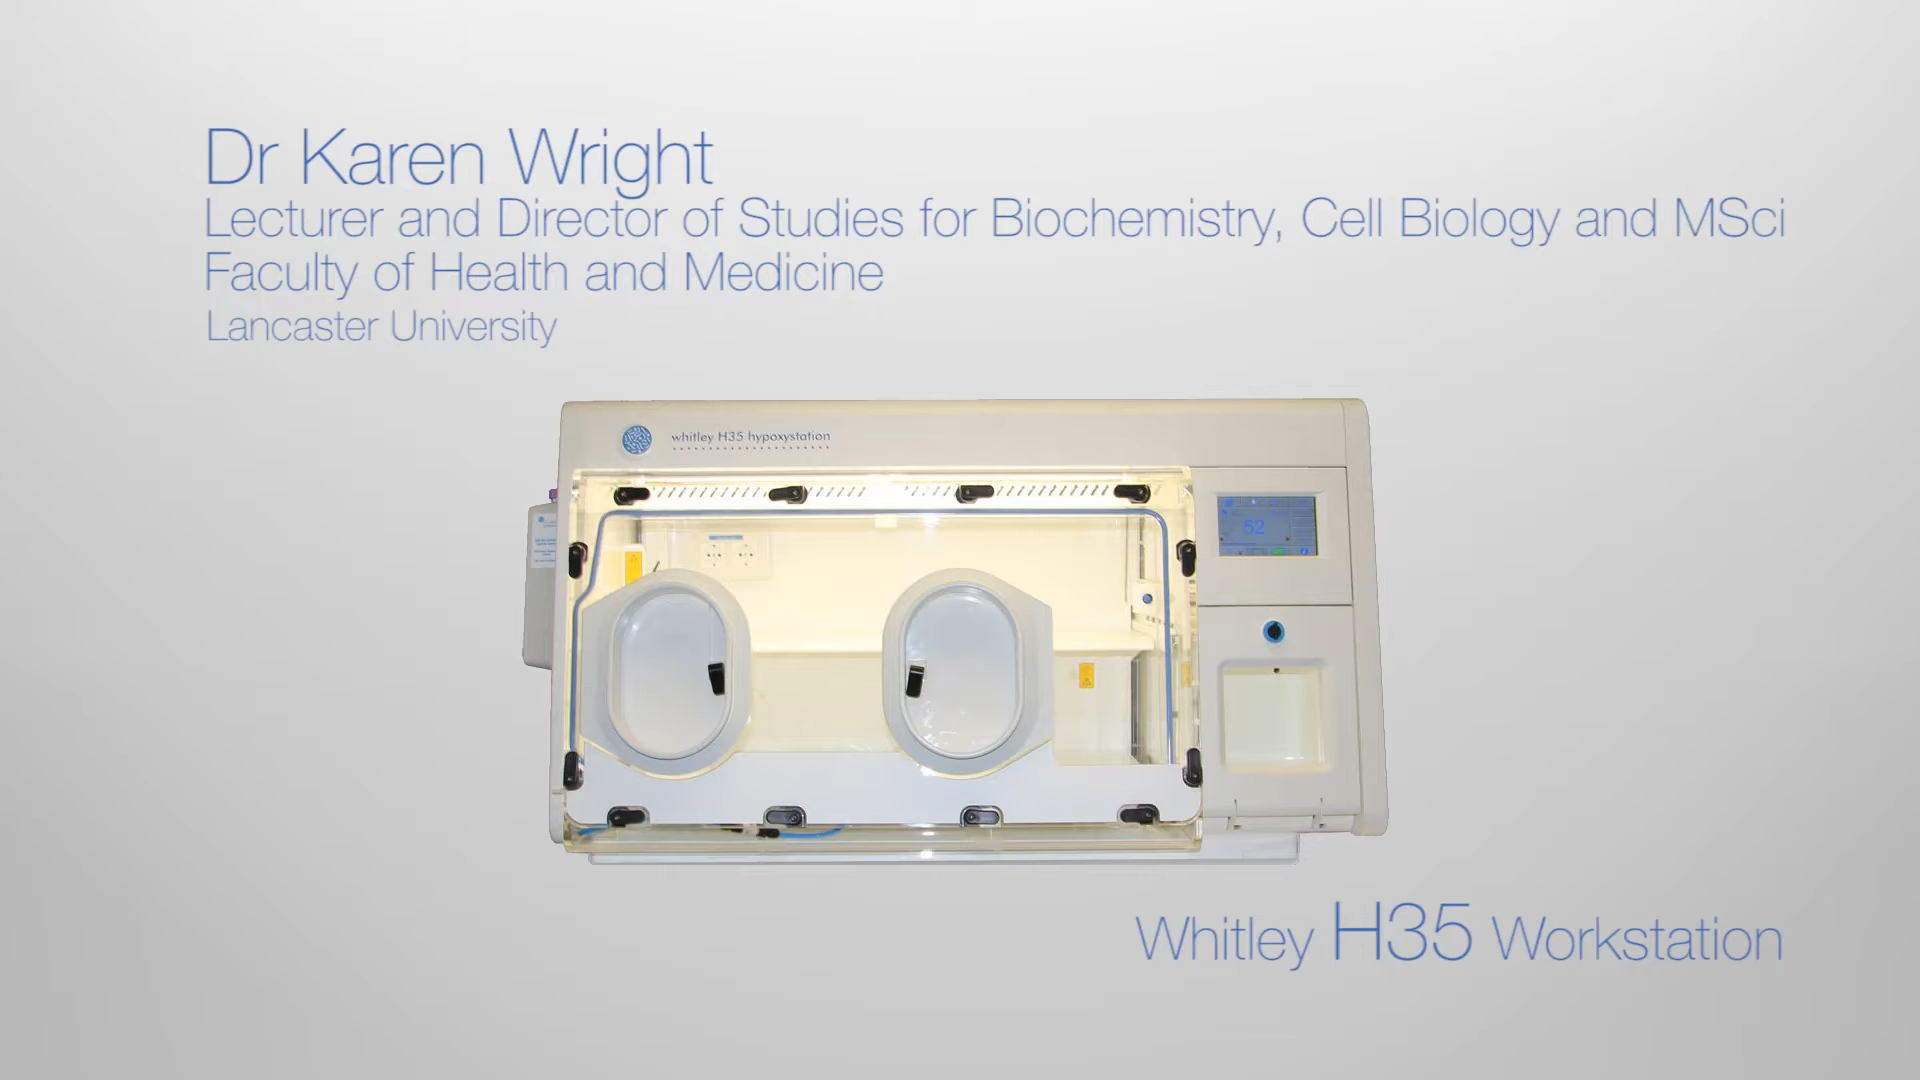 Dr Karen Wright
Lecturer and Director of Studies for Biochemistry, Cell Biology and MSci
Faculty of Health and Medicine
Lancaster University
whitley H35 hypoxystation
52
Whitley H35 Workstation